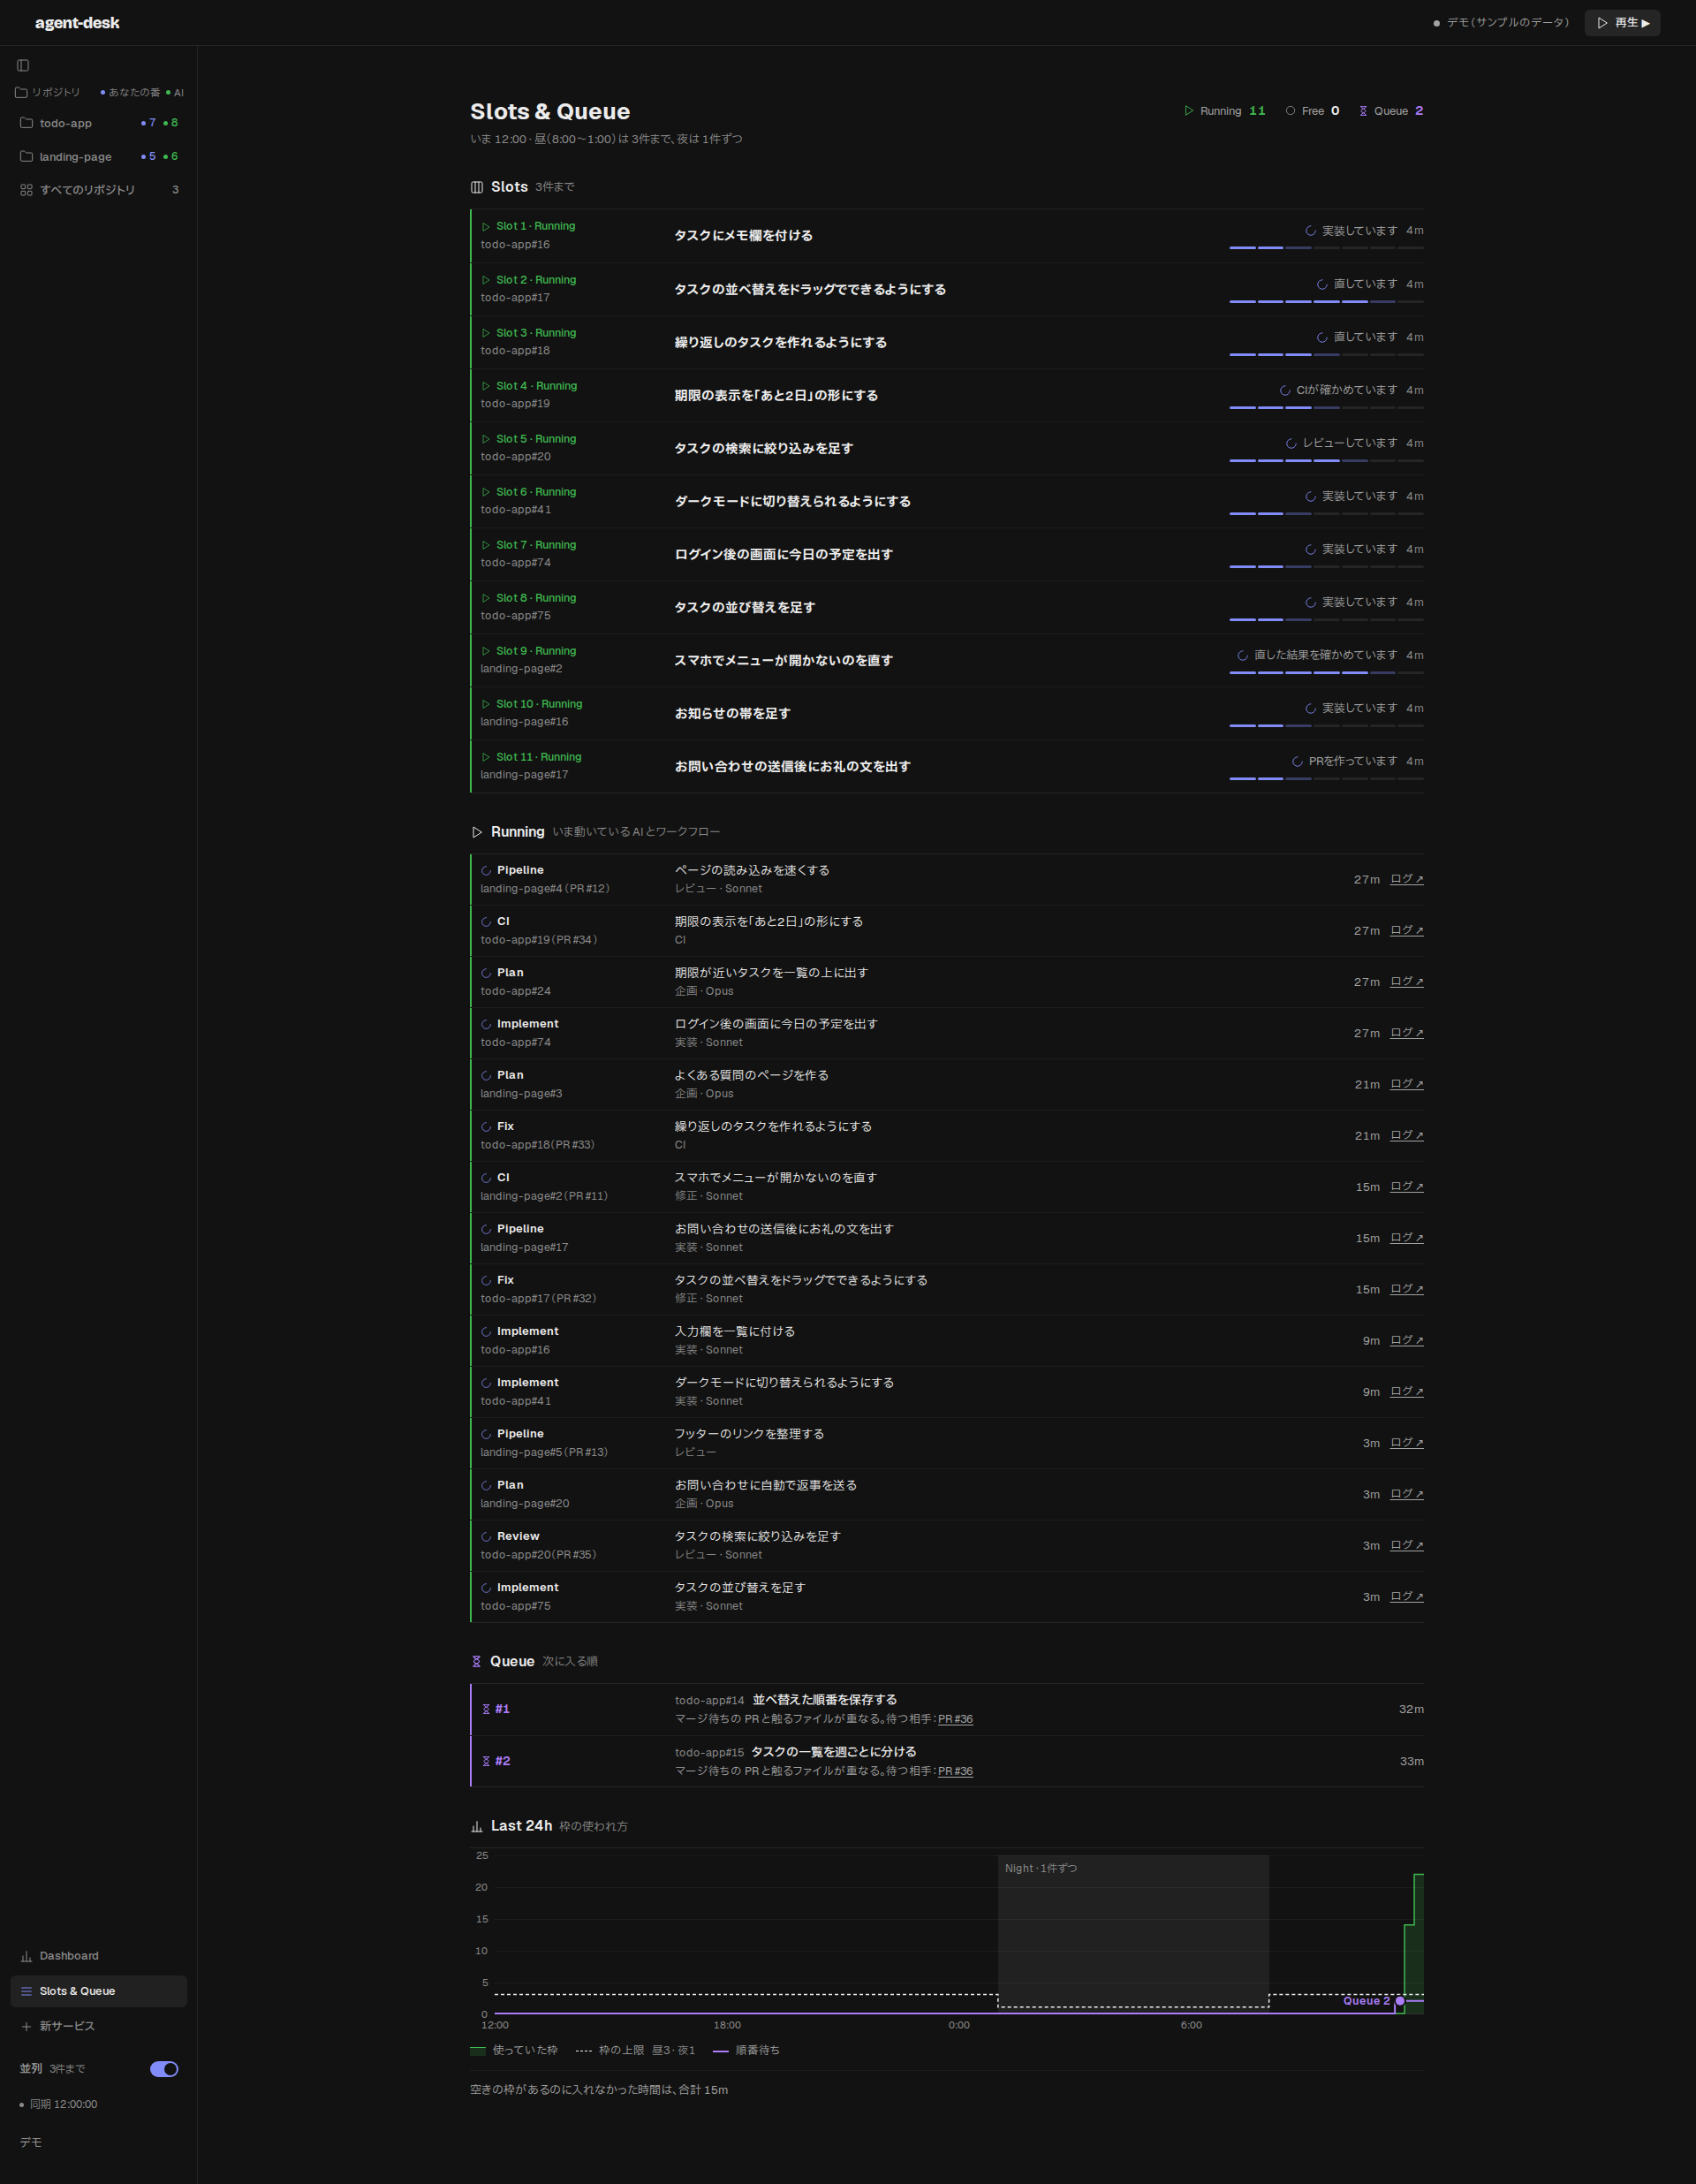 agent-desk
デモ(サンプルのデータ)
再生 ▶
リポジトリ
あなたの番
AI
todo-app
7
8
landing-page
5
6
すべてのリポジトリ
3
Slots & Queue
Running 11
Free 0
Queue 2
いま 12:00 · 昼(8:00〜1:00)は 3件まで、夜は 1件ずつ
Slots 3件まで
Slot 1 · Running
todo-app#16
タスクにメモ欄を付ける
実装しています 4m
Slot 2 · Running
todo-app#17
タスクの並べ替えをドラッグでできるようにする
直しています 4m
Slot 3 · Running
todo-app#18
繰り返しのタスクを作れるようにする
直しています 4m
Slot 4 · Running
todo-app#19
期限の表示を「あと2日」の形にする
CIが確かめています 4m
Slot 5 · Running
todo-app#20
タスクの検索に絞り込みを足す
レビューしています 4m
Slot 6 · Running
todo-app#41
ダークモードに切り替えられるようにする
実装しています 4m
Slot 7 · Running
todo-app#74
ログイン後の画面に今日の予定を出す
実装しています 4m
Slot 8 · Running
todo-app#75
タスクの並び替えを足す
実装しています 4m
Slot 9 · Running
landing-page#2
スマホでメニューが開かないのを直す
直した結果を確かめています 4m
Slot 10 · Running
landing-page#16
お知らせの帯を足す
実装しています 4m
Slot 11 · Running
landing-page#17
お問い合わせの送信後にお礼の文を出す
PRを作っています 4m
Running いま動いている AI とワークフロー
Pipeline
landing-page#4(PR #12)
ページの読み込みを速くする
レビュー · Sonnet
27m ログ ↗
CI
todo-app#19(PR #34)
期限の表示を「あと2日」の形にする
CI
27m ログ ↗
Plan
todo-app#24
期限が近いタスクを一覧の上に出す
企画 · Opus
27m ログ ↗
Implement
todo-app#74
ログイン後の画面に今日の予定を出す
実装 · Sonnet
27m ログ ↗
Plan
landing-page#3
よくある質問のページを作る
企画 · Opus
21m ログ ↗
Fix
todo-app#18(PR #33)
繰り返しのタスクを作れるようにする
CI
21m ログ ↗
CI
landing-page#2(PR #11)
スマホでメニューが開かないのを直す
修正 · Sonnet
15m ログ ↗
Pipeline
landing-page#17
お問い合わせの送信後にお礼の文を出す
実装 · Sonnet
15m ログ ↗
Fix
todo-app#17(PR #32)
タスクの並べ替えをドラッグでできるようにする
修正 · Sonnet
15m ログ ↗
Implement
todo-app#16
入力欄を一覧に付ける
実装 · Sonnet
9m ログ ↗
Implement
todo-app#41
ダークモードに切り替えられるようにする
実装 · Sonnet
9m ログ ↗
Pipeline
landing-page#5(PR #13)
フッターのリンクを整理する
レビュー
3m ログ ↗
Plan
landing-page#20
お問い合わせに自動で返事を送る
企画 · Opus
3m ログ ↗
Review
todo-app#20(PR #35)
タスクの検索に絞り込みを足す
レビュー · Sonnet
3m ログ ↗
Implement
todo-app#75
タスクの並び替えを足す
実装 · Sonnet
3m ログ ↗
Queue 次に入る順
#1
todo-app#14 並べ替えた順番を保存する
マージ待ちの PR と触るファイルが重なる。待つ相手: PR #36
32m
#2
todo-app#15 タスクの一覧を週ごとに分ける
マージ待ちの PR と触るファイルが重なる。待つ相手: PR #36
33m
Last 24h 枠の使われ方
25
20
15
10
5
0
Night · 1件ずつ
Queue 2
12:00
18:00
0:00
6:00
使っていた枠
枠の上限 昼3 · 夜1
順番待ち
空きの枠があるのに入れなかった時間は、合計 15m
Dashboard
Slots & Queue
新サービス
並列 3件まで
同期 12:00:00
デモ